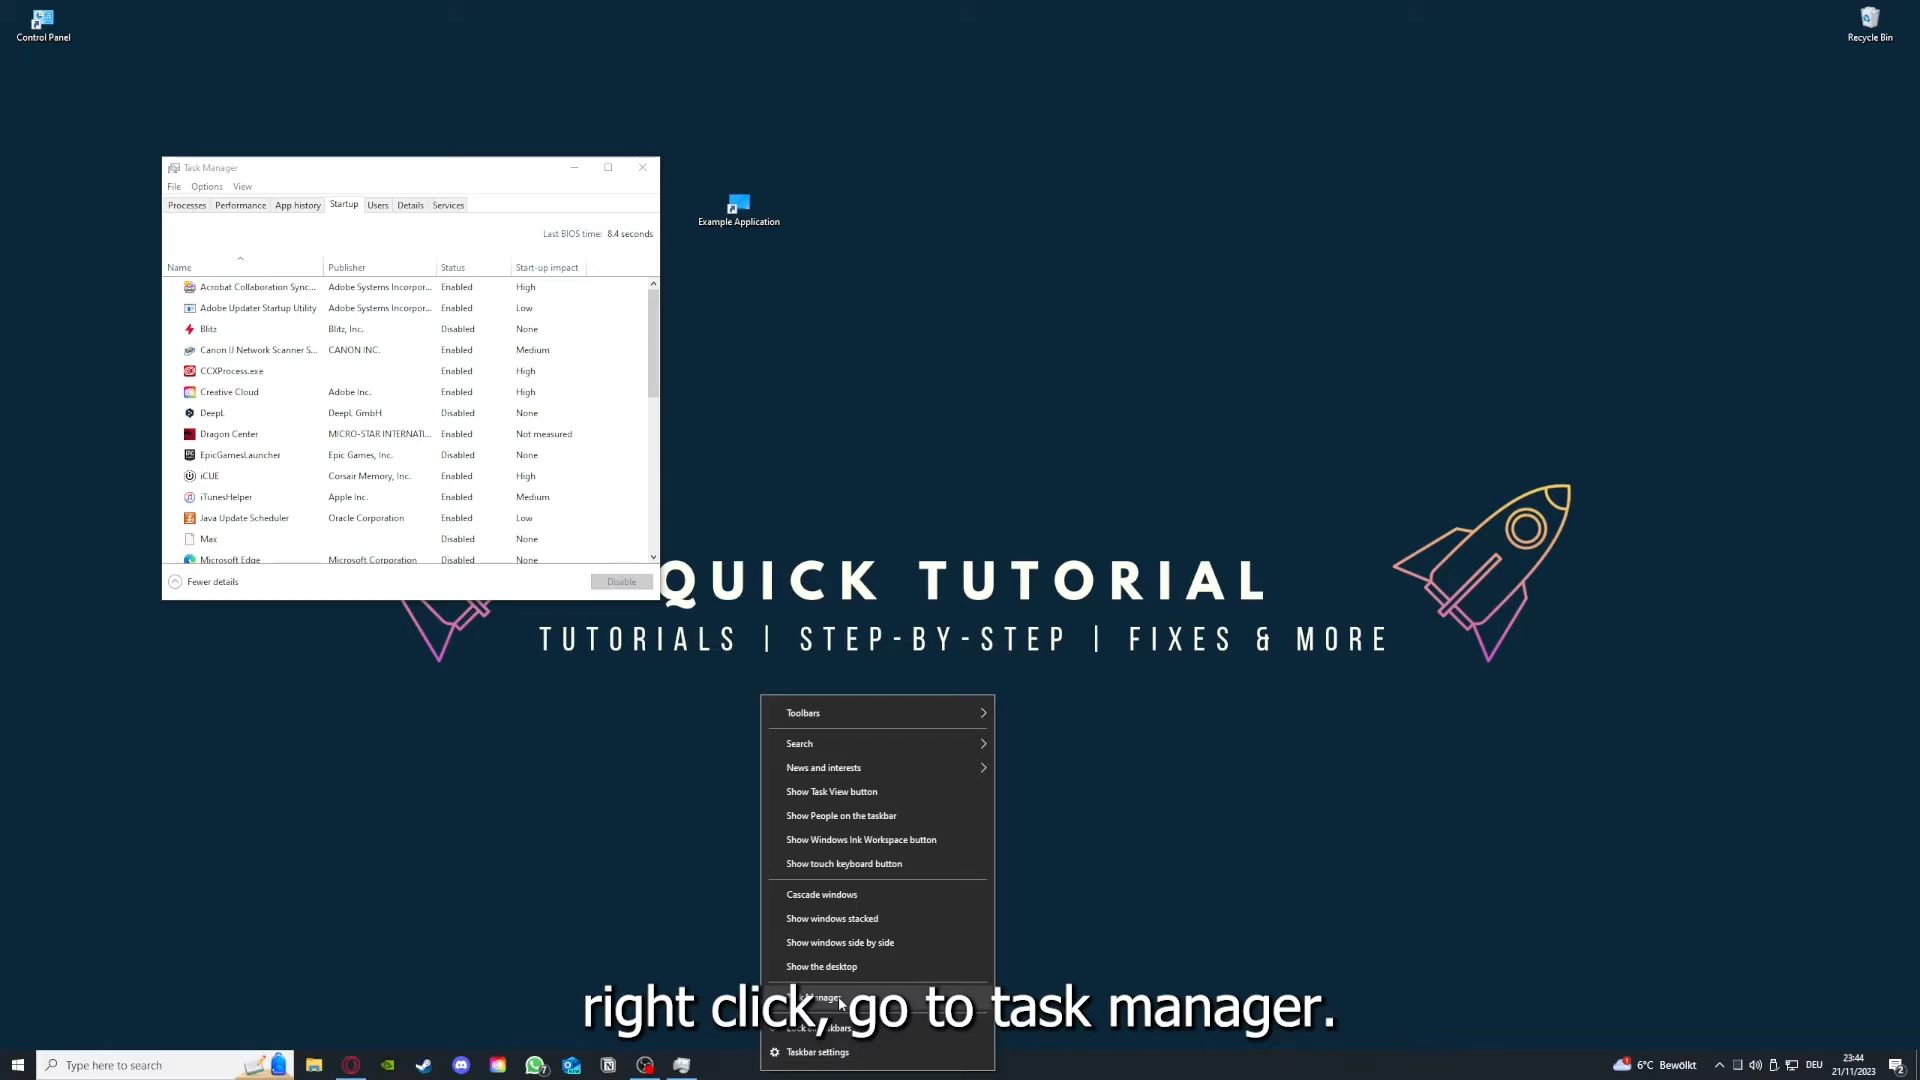 Control Panel
Recycle Bin
Task Manager
File Options View
Processes Performance App history Startup Users Details Services
Last BIOS time: 8.4 seconds
Name Publisher Status Start-up impact
Acrobat Collaboration Sync... Adobe Systems Incorpor... Enabled High
Adobe Updater Startup Utility Adobe Systems Incorpor... Enabled Low
Blitz Blitz, Inc. Disabled None
Canon IJ Network Scanner S... CANON INC. Enabled Medium
CCXProcess.exe Enabled High
Creative Cloud Adobe Inc. Enabled High
DeepL DeepL GmbH Disabled None
Dragon Center MICRO-STAR INTERNATI... Enabled Not measured
EpicGamesLauncher Epic Games, Inc. Disabled None
iCUE Corsair Memory, Inc. Enabled High
iTunesHelper Apple Inc. Enabled Medium
Java Update Scheduler Oracle Corporation Enabled Low
Max Disabled None
Microsoft Edge Microsoft Corporation Disabled None
Fewer details Disable
Example Application
QUICK TUTORIAL
TUTORIALS | STEP-BY-STEP | FIXES & MORE
Toolbars
Search
News and interests
Show Task View button
Show People on the taskbar
Show Windows Ink Workspace button
Show touch keyboard button
Cascade windows
Show windows stacked
Show windows side by side
Show the desktop
Manager
right click, go to task manager.
Taskbar settings
Type here to search
7
1
6°C Bewölkt
DEU
23:44
21/11/2023
2